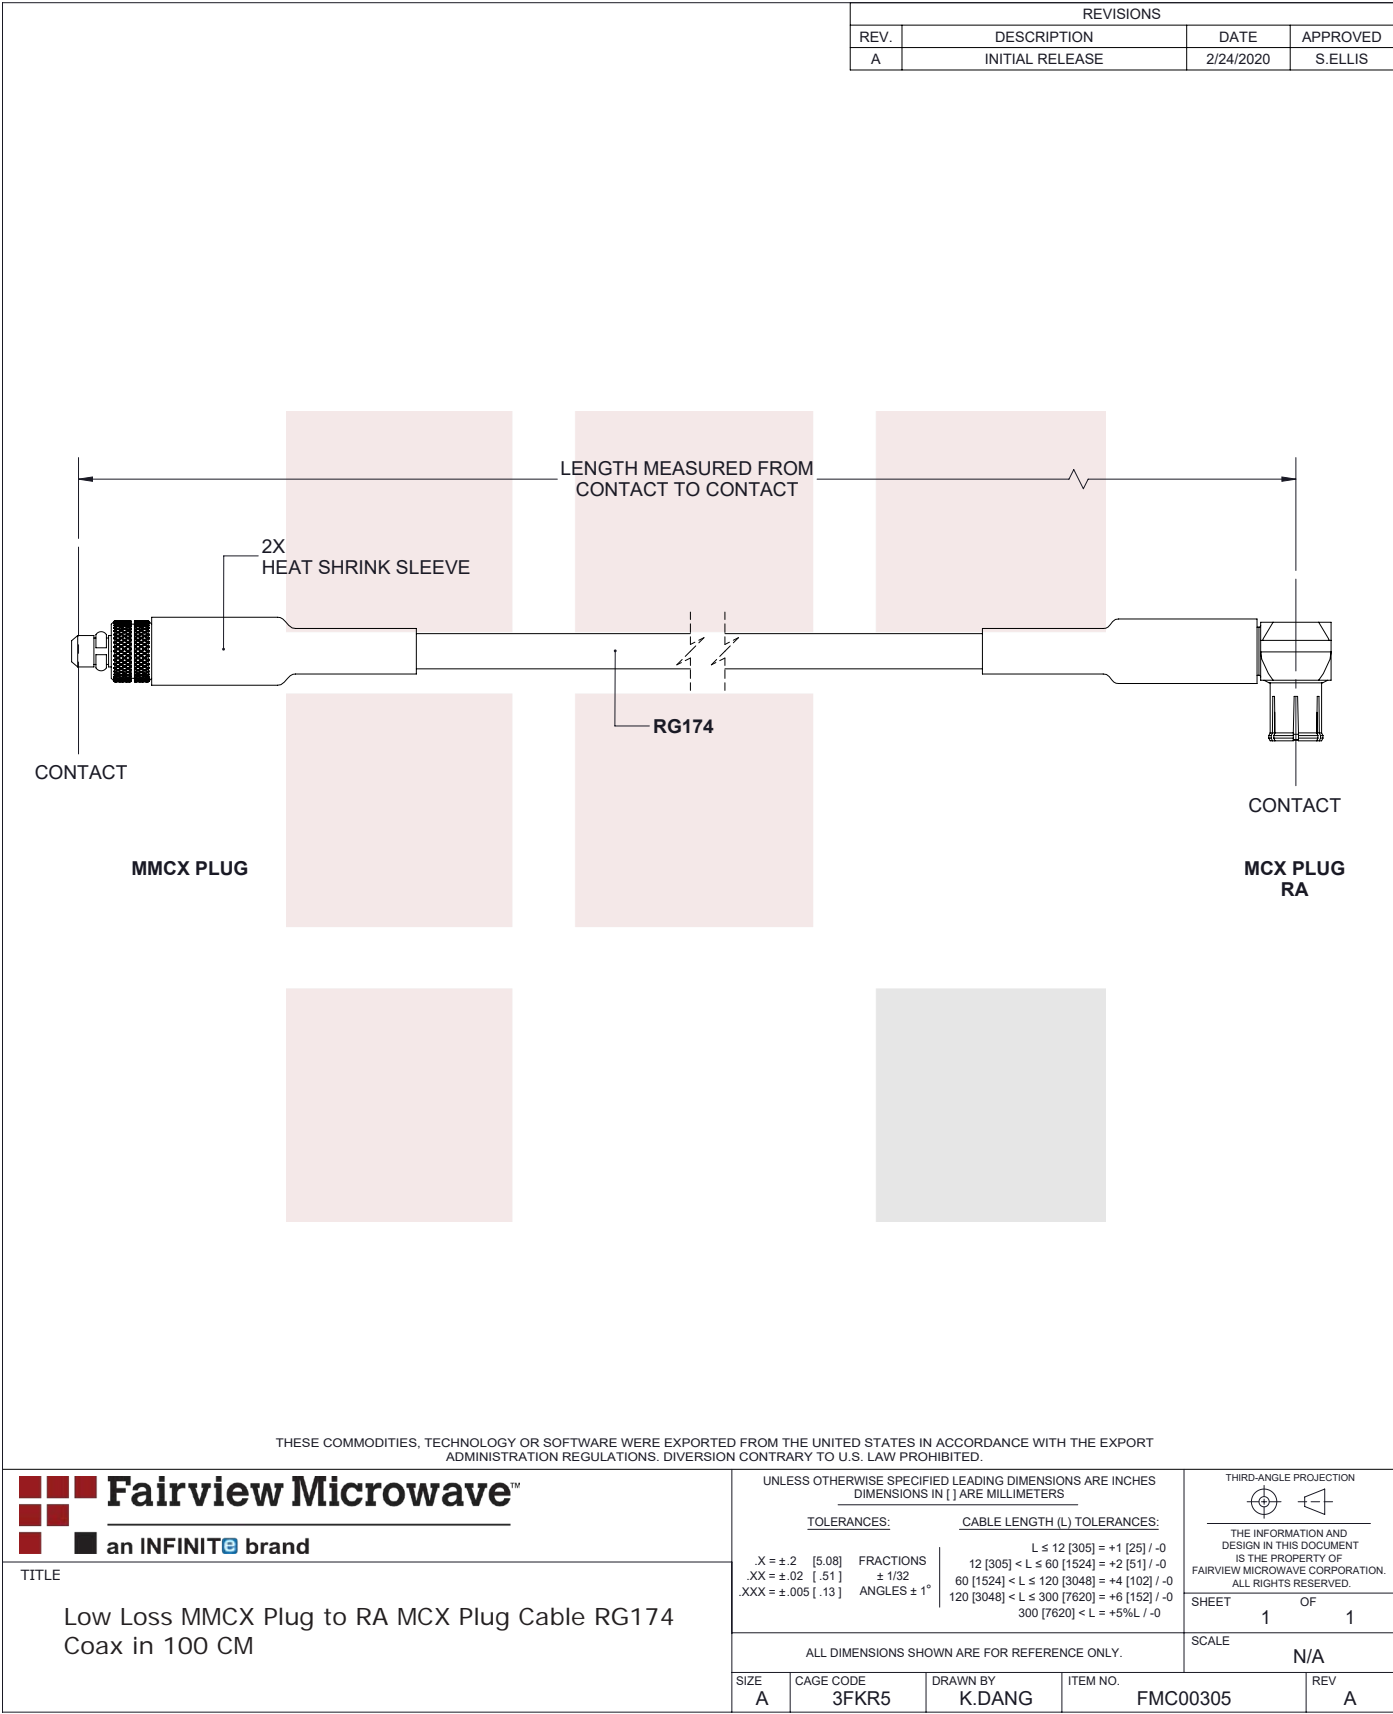 REVISIONS
REV. DESCRIPTION DATE APPROVED
A INITIAL RELEASE 2/24/2020 S.ELLIS
LENGTH MEASURED FROM
CONTACT TO CONTACT
2X
HEAT SHRINK SLEEVE
RG174
CONTACT
CONTACT
MMCX PLUG
MCX PLUG
RA
THESE COMMODITIES, TECHNOLOGY OR SOFTWARE WERE EXPORTED FROM THE UNITED STATES IN ACCORDANCE WITH THE EXPORT
ADMINISTRATION REGULATIONS. DIVERSION CONTRARY TO U.S. LAW PROHIBITED.
Fairview Microwave™
an INFINITe brand
TITLE
Low Loss MMCX Plug to RA MCX Plug Cable RG174
Coax in 100 CM
UNLESS OTHERWISE SPECIFIED LEADING DIMENSIONS ARE INCHES
DIMENSIONS IN [ ] ARE MILLIMETERS
TOLERANCES:
.X = ±.2 [5.08] FRACTIONS
.XX = ±.02 [ .51 ] ± 1/32
.XXX = ±.005 [ .13 ] ANGLES ± 1°
CABLE LENGTH (L) TOLERANCES:
L ≤ 12 [305] = +1 [25] / -0
12 [305] < L ≤ 60 [1524] = +2 [51] / -0
60 [1524] < L ≤ 120 [3048] = +4 [102] / -0
120 [3048] < L ≤ 300 [7620] = +6 [152] / -0
300 [7620] < L = +5%L / -0
ALL DIMENSIONS SHOWN ARE FOR REFERENCE ONLY.
THIRD-ANGLE PROJECTION
THE INFORMATION AND
DESIGN IN THIS DOCUMENT
IS THE PROPERTY OF
FAIRVIEW MICROWAVE CORPORATION.
ALL RIGHTS RESERVED.
SHEET 1 OF 1
SCALE
N/A
SIZE CAGE CODE DRAWN BY ITEM NO. REV
A 3FKR5 K.DANG FMC00305 A